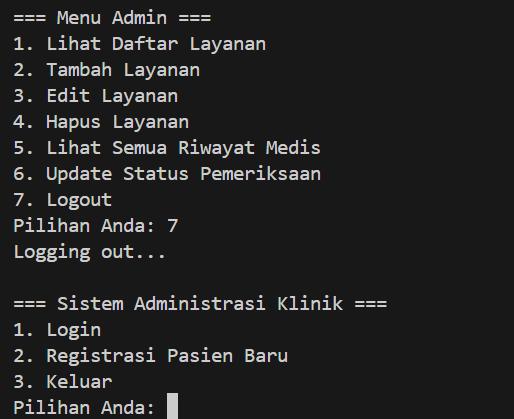 === Menu Admin ===
1. Lihat Daftar Layanan
2. Tambah Layanan
3. Edit Layanan
4. Hapus Layanan
5. Lihat Semua Riwayat Medis
6. Update Status Pemeriksaan
7. Logout
Pilihan Anda: 7
Logging out...
=== Sistem Administrasi Klinik ===
1. Login
2. Registrasi Pasien Baru
3. Keluar
Pilihan Anda: